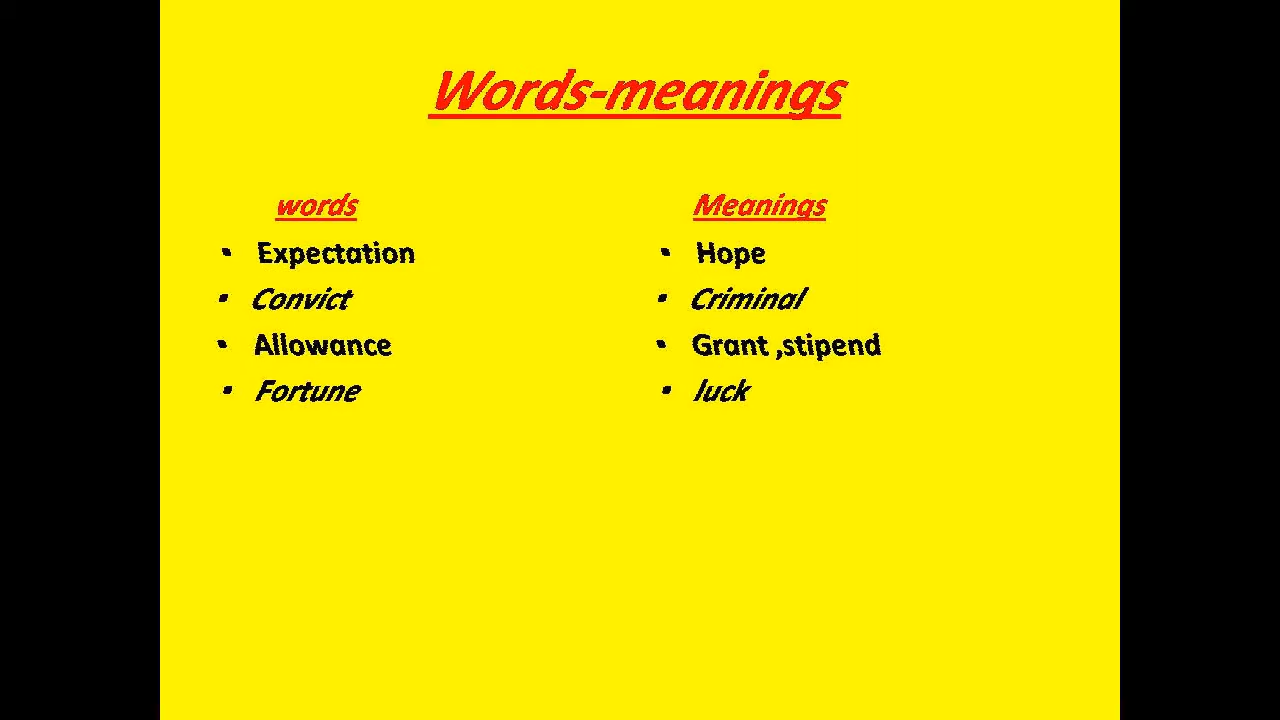 Words-meanings
words
• Expectation
• Convict
• Allowance
• Fortune
Meanings
• Hope
• Criminal
• Grant ,stipend
• luck